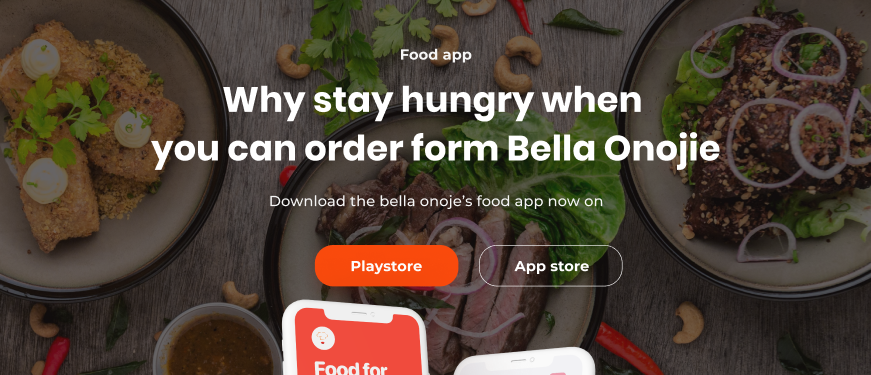 Food app
Why stay hungry when
you can order form Bella Onojie
Download the bella onoje's food app now on
Playstore
App store
Food for